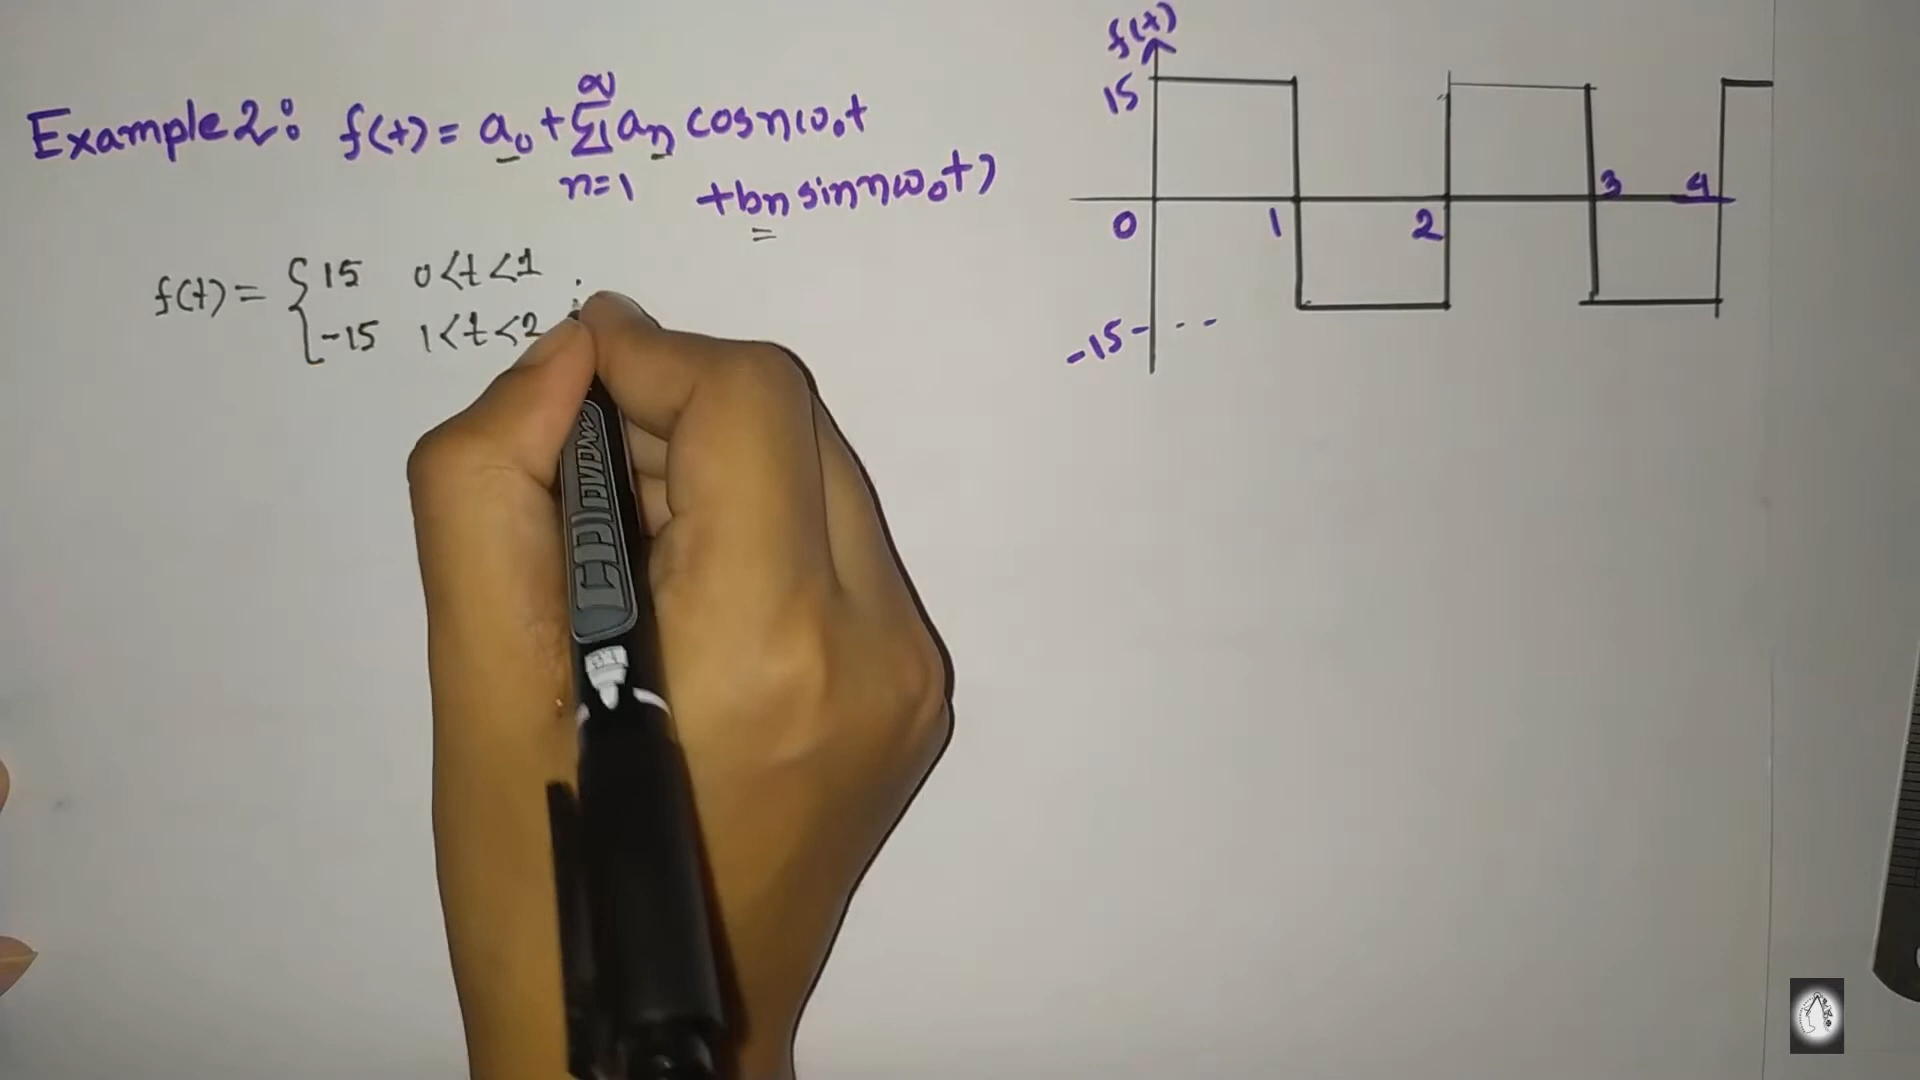 Example 2: f(t) = a₀ + ∑ aₙ cos nω₀t
∞
n=1
+ bₙ sin nω₀t)
f(t) = { 15 0<t<1
-15 1<t<2
f(x)
15
0 1 2 3 4
-15